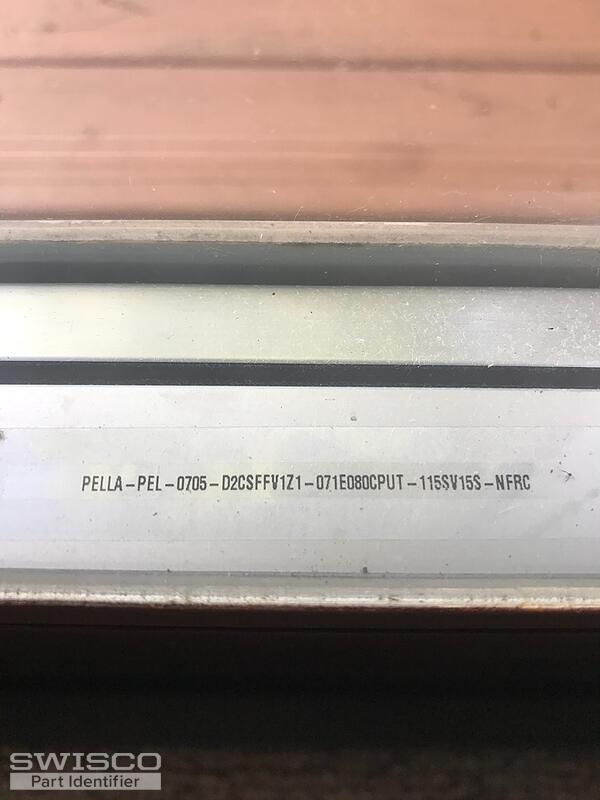 PELLA-PEL-0705-D2CSFFV1Z1-071E080CPUT-115SV15S-NFRC
SWISCO
Part Identifier